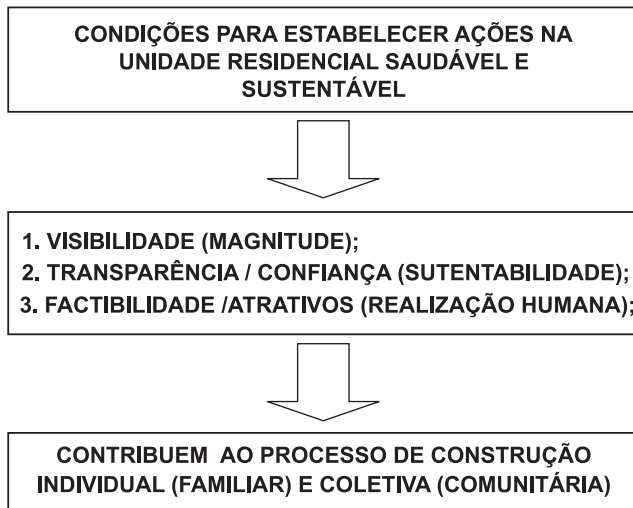 CONDIÇÕES PARA ESTABELECER AÇÕES NA
UNIDADE RESIDENCIAL SAUDÁVEL E
SUSTENTÁVEL
1. VISIBILIDADE (MAGNITUDE);
2. TRANSPARÊNCIA / CONFIANÇA (SUTENTABILIDADE);
3. FACTIBILIDADE /ATRATIVOS (REALIZAÇÃO HUMANA);
CONTRIBUEM AO PROCESSO DE CONSTRUÇÃO
INDIVIDUAL (FAMILIAR) E COLETIVA (COMUNITÁRIA)